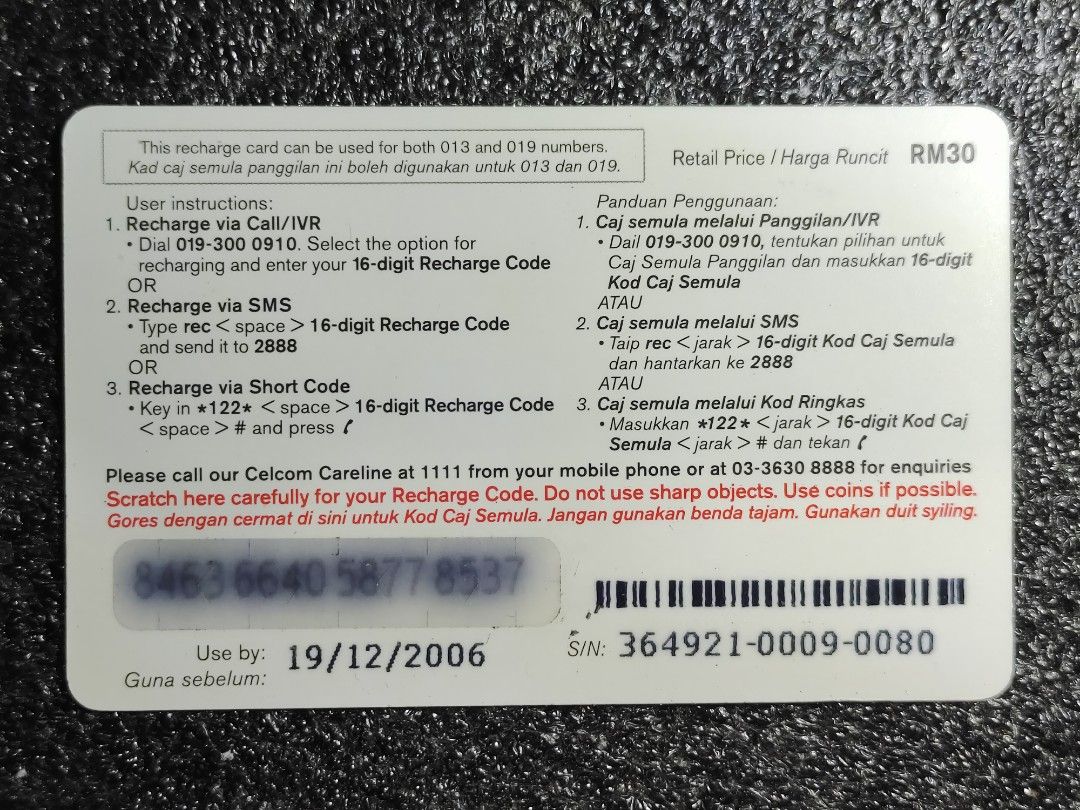 This recharge card can be used for both 013 and 019 numbers.
Kad caj semula panggilan ini boleh digunakan untuk 013 dan 019.
Retail Price / Harga Runcit RM30
User instructions:
1. Recharge via Call/IVR
• Dial 019-300 0910. Select the option for
recharging and enter your 16-digit Recharge Code
OR
2. Recharge via SMS
• Type rec < space > 16-digit Recharge Code
and send it to 2888
OR
3. Recharge via Short Code
• Key in *122* < space > 16-digit Recharge Code
< space > # and press
Panduan Penggunaan:
1. Caj semula melalui Panggilan/IVR
• Dail 019-300 0910, tentukan pilihan untuk
Caj Semula Panggilan dan masukkan 16-digit
Kod Caj Semula
ATAU
2. Caj semula melalui SMS
• Taip rec < jarak > 16-digit Kod Caj Semula
dan hantarkan ke 2888
ATAU
3. Caj semula melalui Kod Ringkas
• Masukkan *122* < jarak > 16-digit Kod Caj
Semula < jarak > # dan tekan
Please call our Celcom Careline at 1111 from your mobile phone or at 03-3630 8888 for enquiries
Scratch here carefully for your Recharge Code. Do not use sharp objects. Use coins if possible.
Gores dengan cermat di sini untuk Kod Caj Semula. Jangan gunakan benda tajam. Gunakan duit syiling.
8463 6640 5877 8537
Use by: 19/12/2006
Guna sebelum:
S/N: 364921-0009-0080